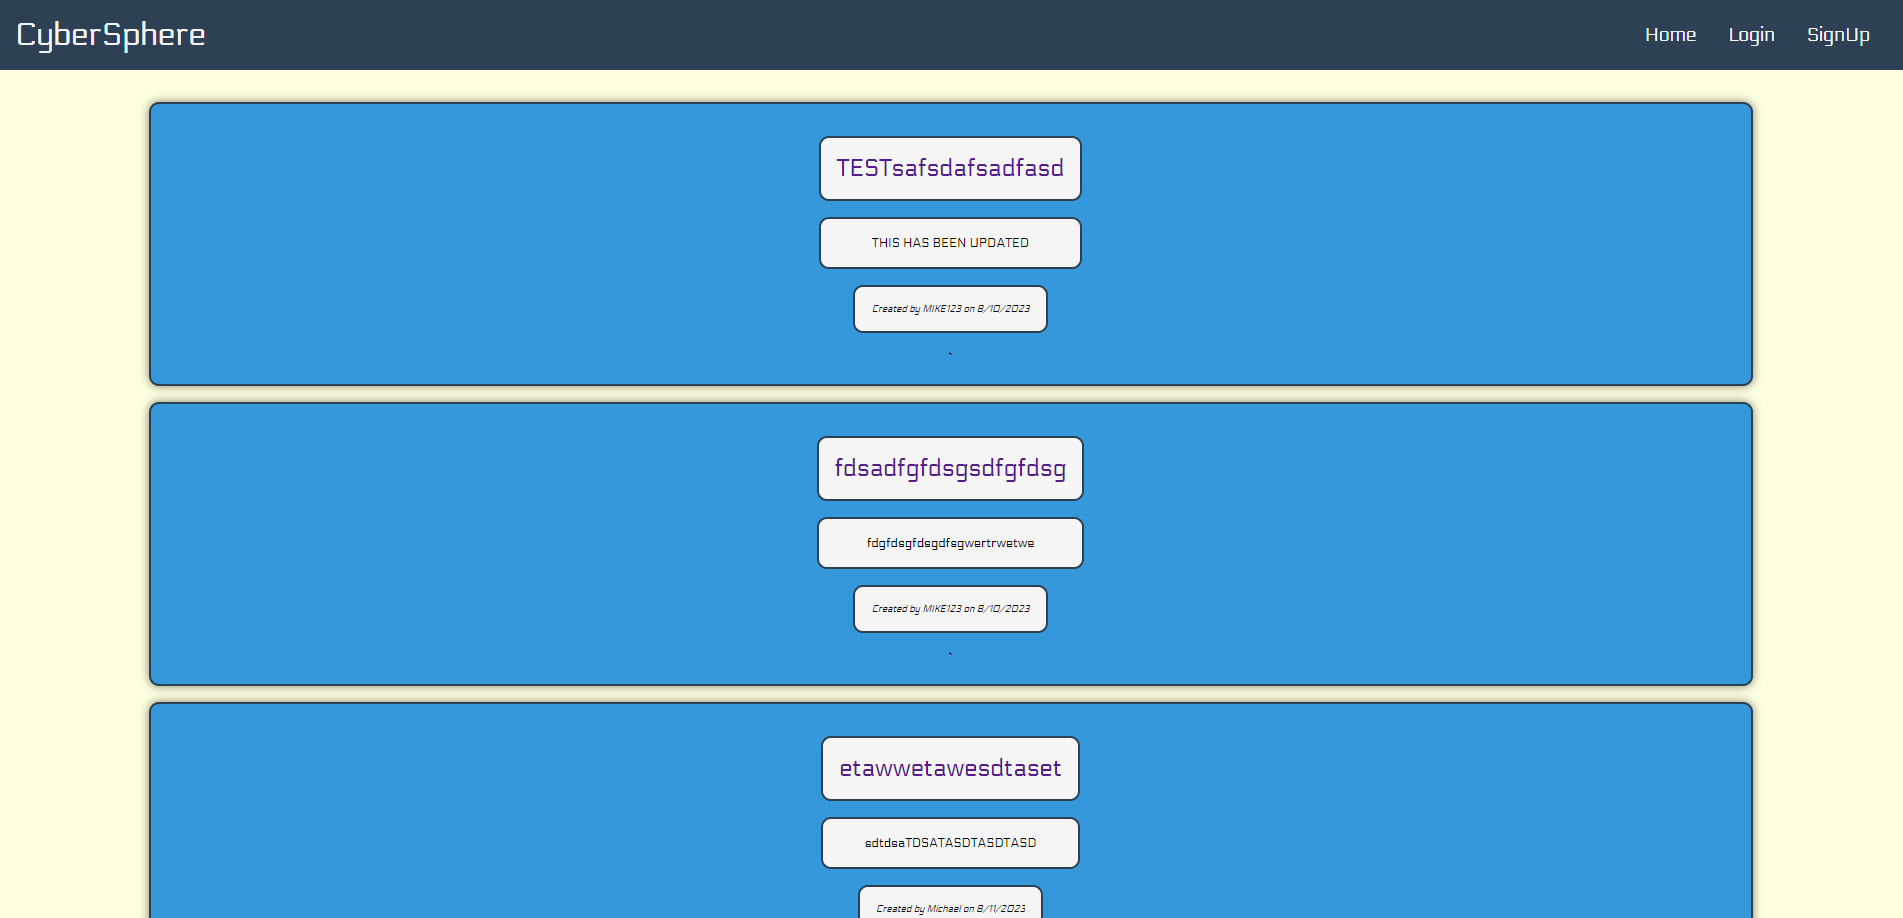 CyberSphere
Home Login SignUp
TESTsafsdafsadfasd
THIS HAS BEEN UPDATED
Created by MIKE123 on 8/10/2023
`
fdsadfgfdsgsdfgfdsg
fdgfdsgfdsgdfsgwertrwetwe
Created by MIKE123 on 8/10/2023
`
etawwetawesdtaset
sdtdsaTDSATASDTASDTASD
Created by Michael on 8/11/2023